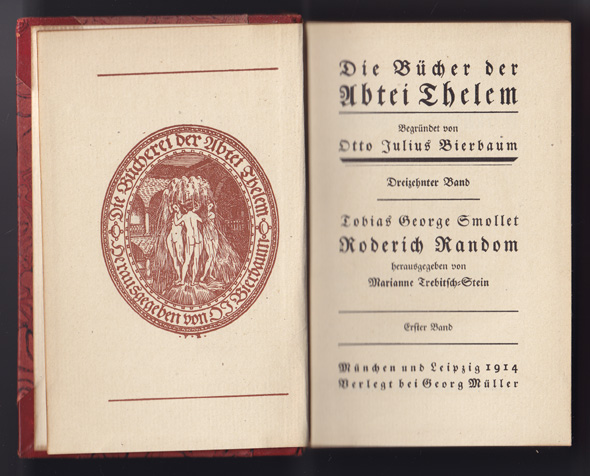 Die Bücherei der Abtei Thelem
Herausgegeben von O J Bierbaum
Die Bücher der
Abtei Thelem
Begründet von
Otto Julius Bierbaum
Dreizehnter Band
Tobias George Smollet
Roderich Random
herausgegeben von
Marianne Trebitsch-Stein
Erster Band
München und Leipzig 1914
Verlegt bei Georg Müller